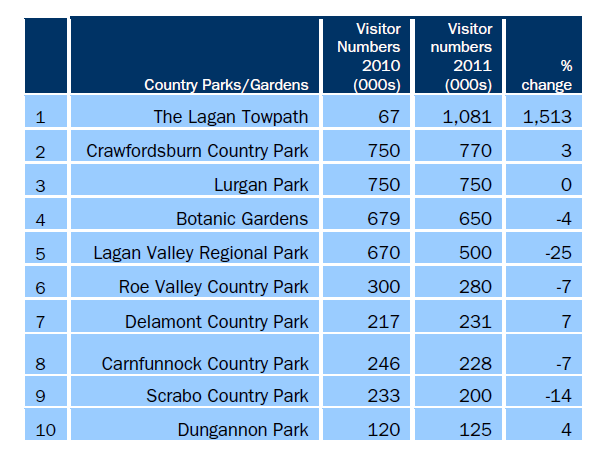 Country Parks/Gardens Visitor Numbers 2010 (000s) Visitor numbers 2011 (000s) % change
1 The Lagan Towpath 67 1,081 1,513
2 Crawfordsburn Country Park 750 770 3
3 Lurgan Park 750 750 0
4 Botanic Gardens 679 650 -4
5 Lagan Valley Regional Park 670 500 -25
6 Roe Valley Country Park 300 280 -7
7 Delamont Country Park 217 231 7
8 Carnfunnock Country Park 246 228 -7
9 Scrabo Country Park 233 200 -14
10 Dungannon Park 120 125 4